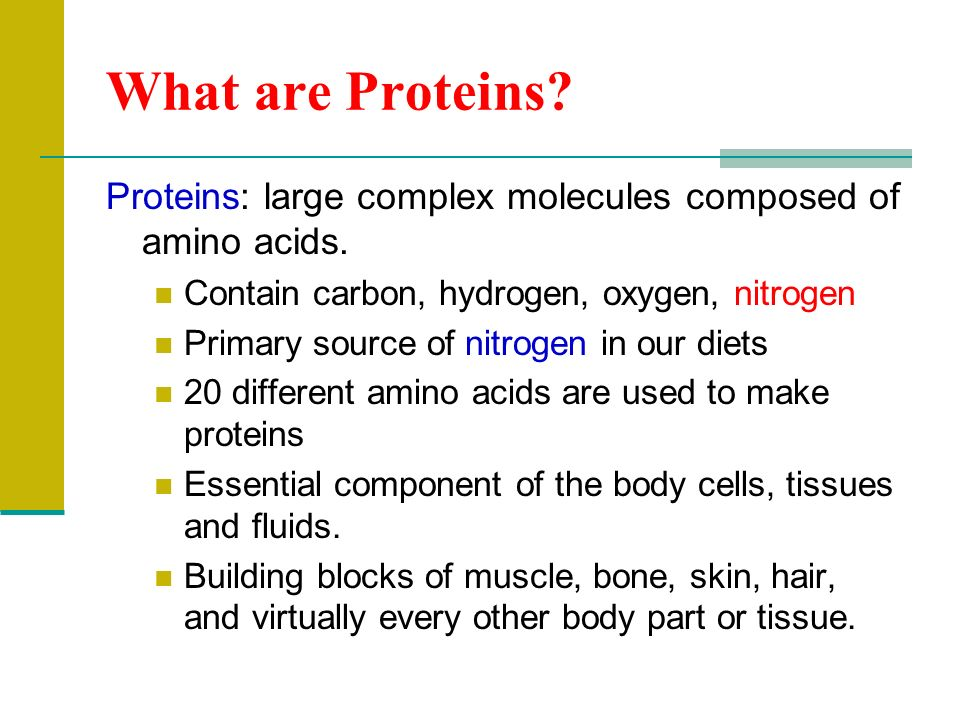 What are Proteins?
Proteins: large complex molecules composed of
amino acids.
Contain carbon, hydrogen, oxygen, nitrogen
Primary source of nitrogen in our diets
20 different amino acids are used to make
proteins
Essential component of the body cells, tissues
and fluids.
Building blocks of muscle, bone, skin, hair,
and virtually every other body part or tissue.